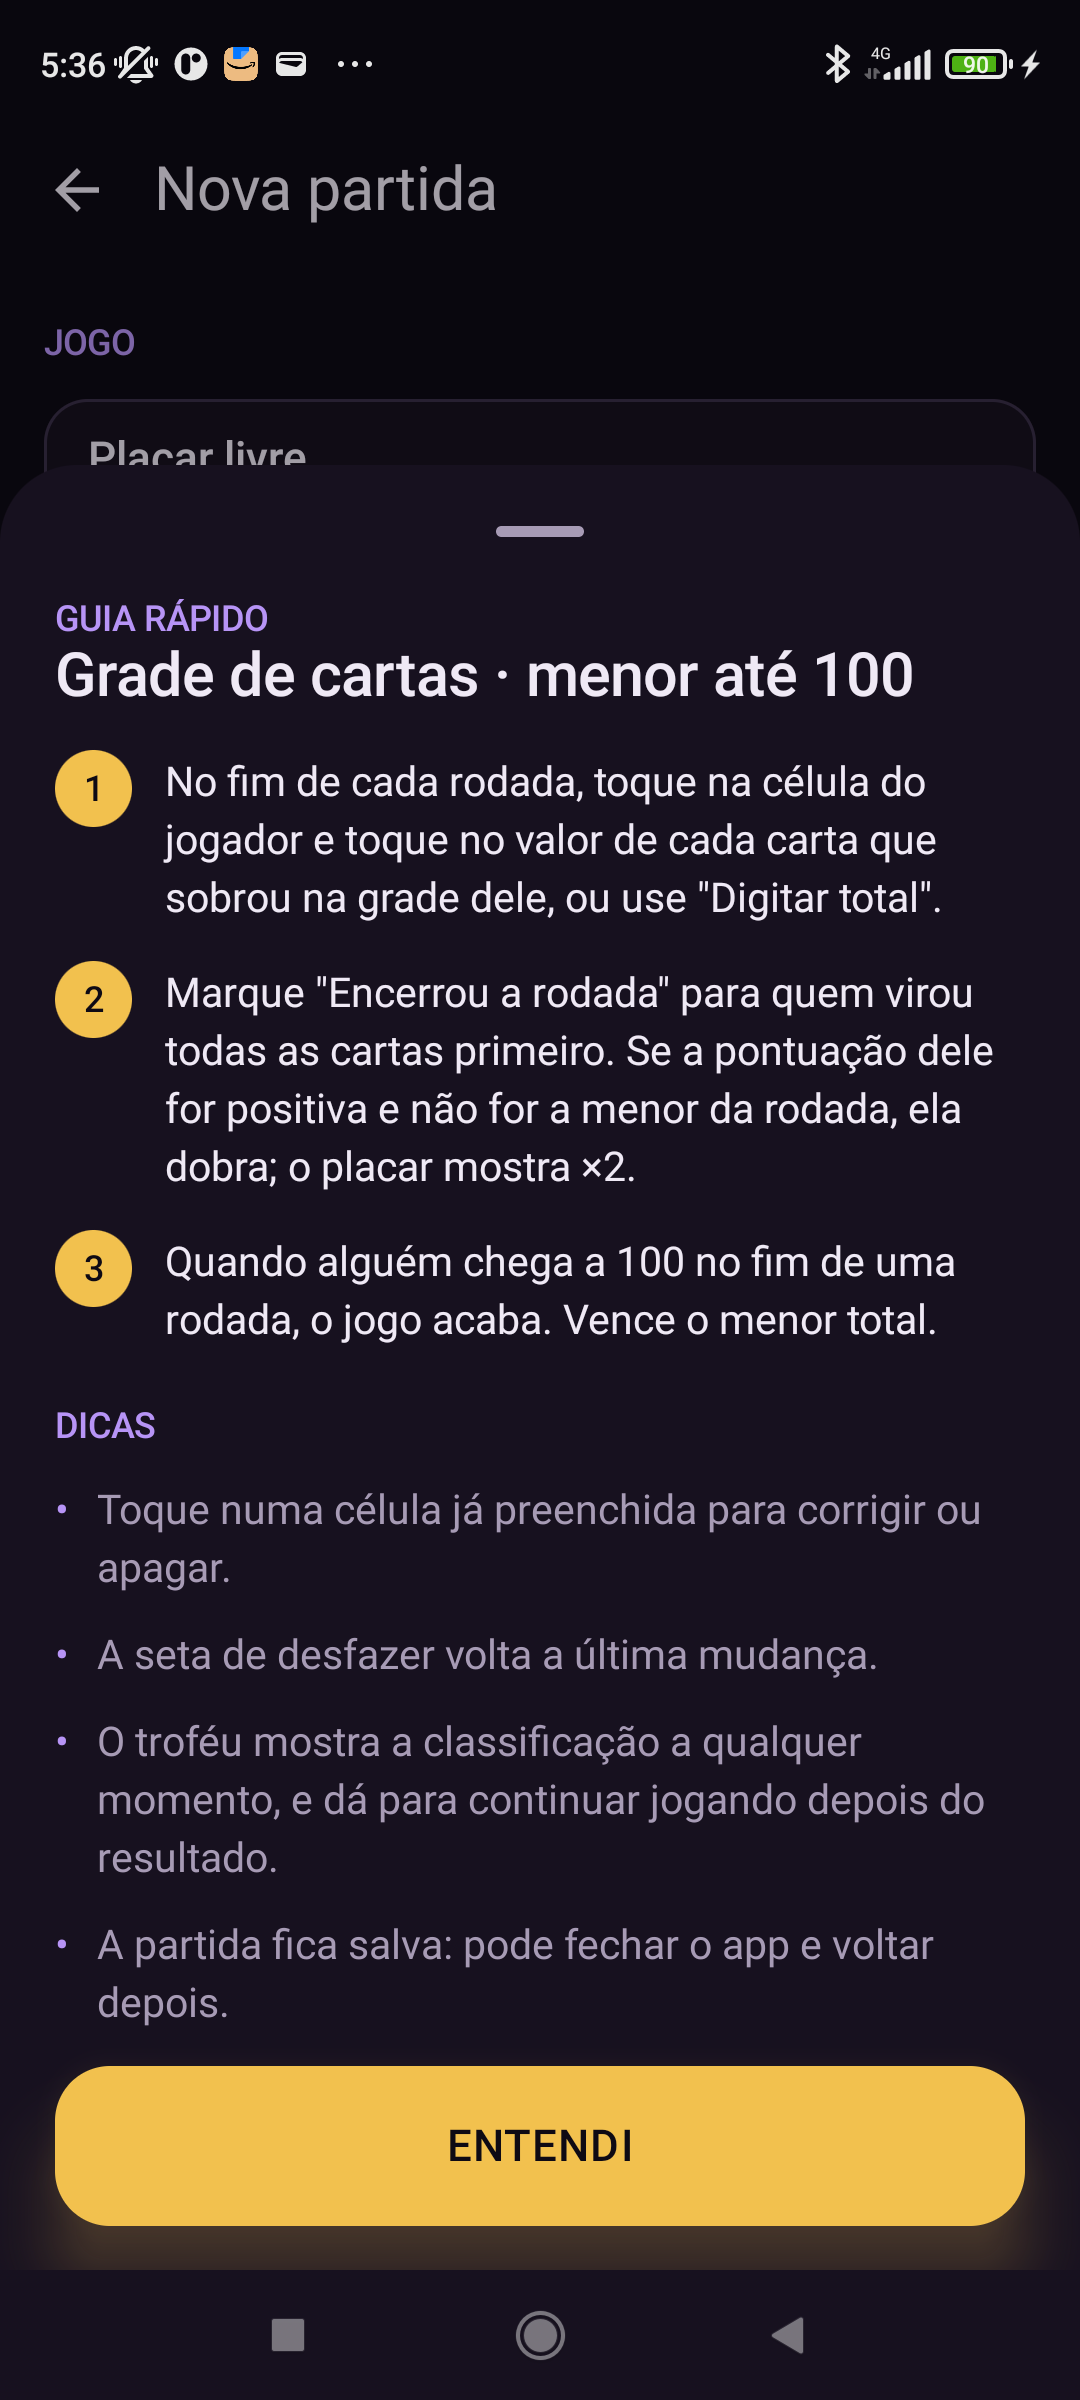 5:36
4G
90
Nova partida
JOGO
Placar livre
GUIA RÁPIDO
Grade de cartas · menor até 100
1
No fim de cada rodada, toque na célula do
jogador e toque no valor de cada carta que
sobrou na grade dele, ou use "Digitar total".
2
Marque "Encerrou a rodada" para quem virou
todas as cartas primeiro. Se a pontuação dele
for positiva e não for a menor da rodada, ela
dobra; o placar mostra ×2.
3
Quando alguém chega a 100 no fim de uma
rodada, o jogo acaba. Vence o menor total.
DICAS
• Toque numa célula já preenchida para corrigir ou
apagar.
• A seta de desfazer volta a última mudança.
• O troféu mostra a classificação a qualquer
momento, e dá para continuar jogando depois do
resultado.
• A partida fica salva: pode fechar o app e voltar
depois.
ENTENDI